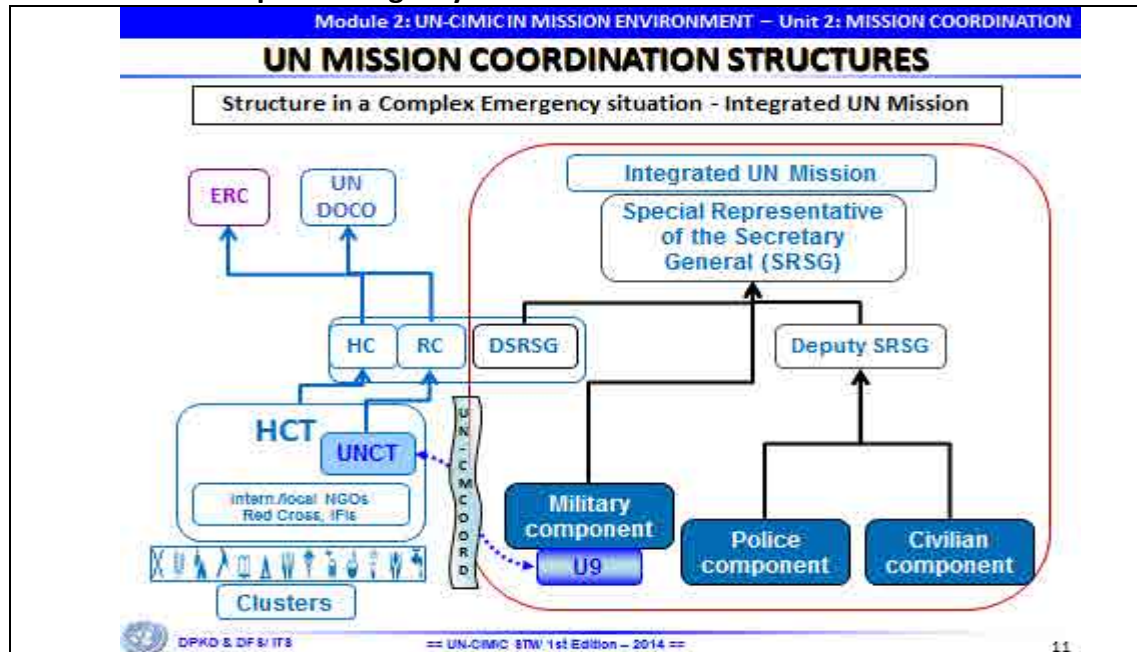 Module 2: UN-CIMIC IN MISSION ENVIRONMENT – Unit 2: MISSION COORDINATION
UN MISSION COORDINATION STRUCTURES
Structure in a Complex Emergency situation - Integrated UN Mission
ERC
UN
DOCO
Integrated UN Mission
Special Representative
of the Secretary
General (SRSG)
HC
RC
DSRSG
Deputy SRSG
HCT
UNCT
Intern./local NGOs
Red Cross, IFIs
UN-CMCOORD
Military
component
U9
Police
component
Civilian
component
Clusters
DPKO & DFS/ ITS
== UN-CIMIC STM 1st Edition – 2014 ==
11